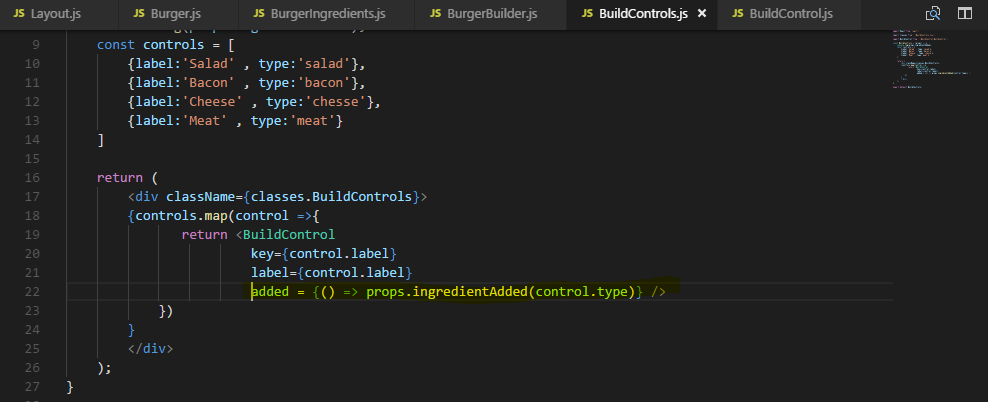 JS Layout.js JS Burger.js JS BurgerIngredients.js JS BurgerBuilder.js JS BuildControls.js × JS BuildControl.js
9 const controls = [
10 {label:'Salad' , type:'salad'},
11 {label:'Bacon' , type:'bacon'},
12 {label:'Cheese' , type:'chesse'},
13 {label:'Meat' , type:'meat'}
14 ]
15
16 return (
17 <div className={classes.BuildControls}>
18 {controls.map(control =>{
19 return <BuildControl
20 key={control.label}
21 label={control.label}
22 added = {() => props.ingredientAdded(control.type)} />
23 })
24 }
25 </div>
26 );
27 }